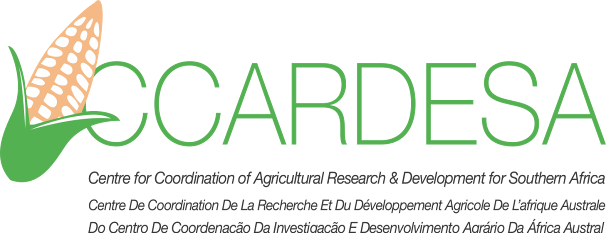 CCARDESA
Centre for Coordination of Agricultural Research & Development for Southern Africa
Centre De Coordination De La Recherche Et Du Développement Agricole De L'afrique Australe
Do Centro De Coordenação Da Investigação E Desenvolvimento Agrário Da África Austral